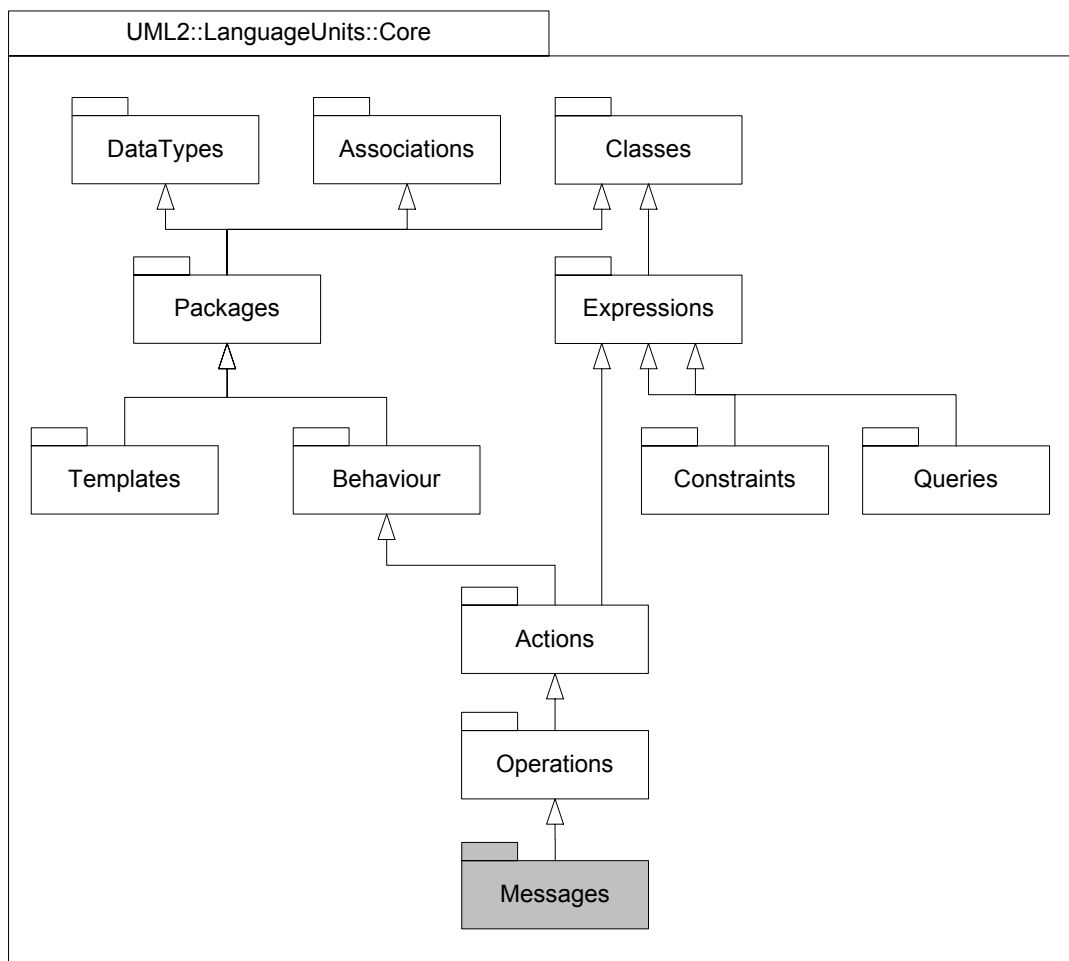 UML2::LanguageUnits::Core
DataTypes
Associations
Classes
Packages
Expressions
Templates
Behaviour
Constraints
Queries
Actions
Operations
Messages